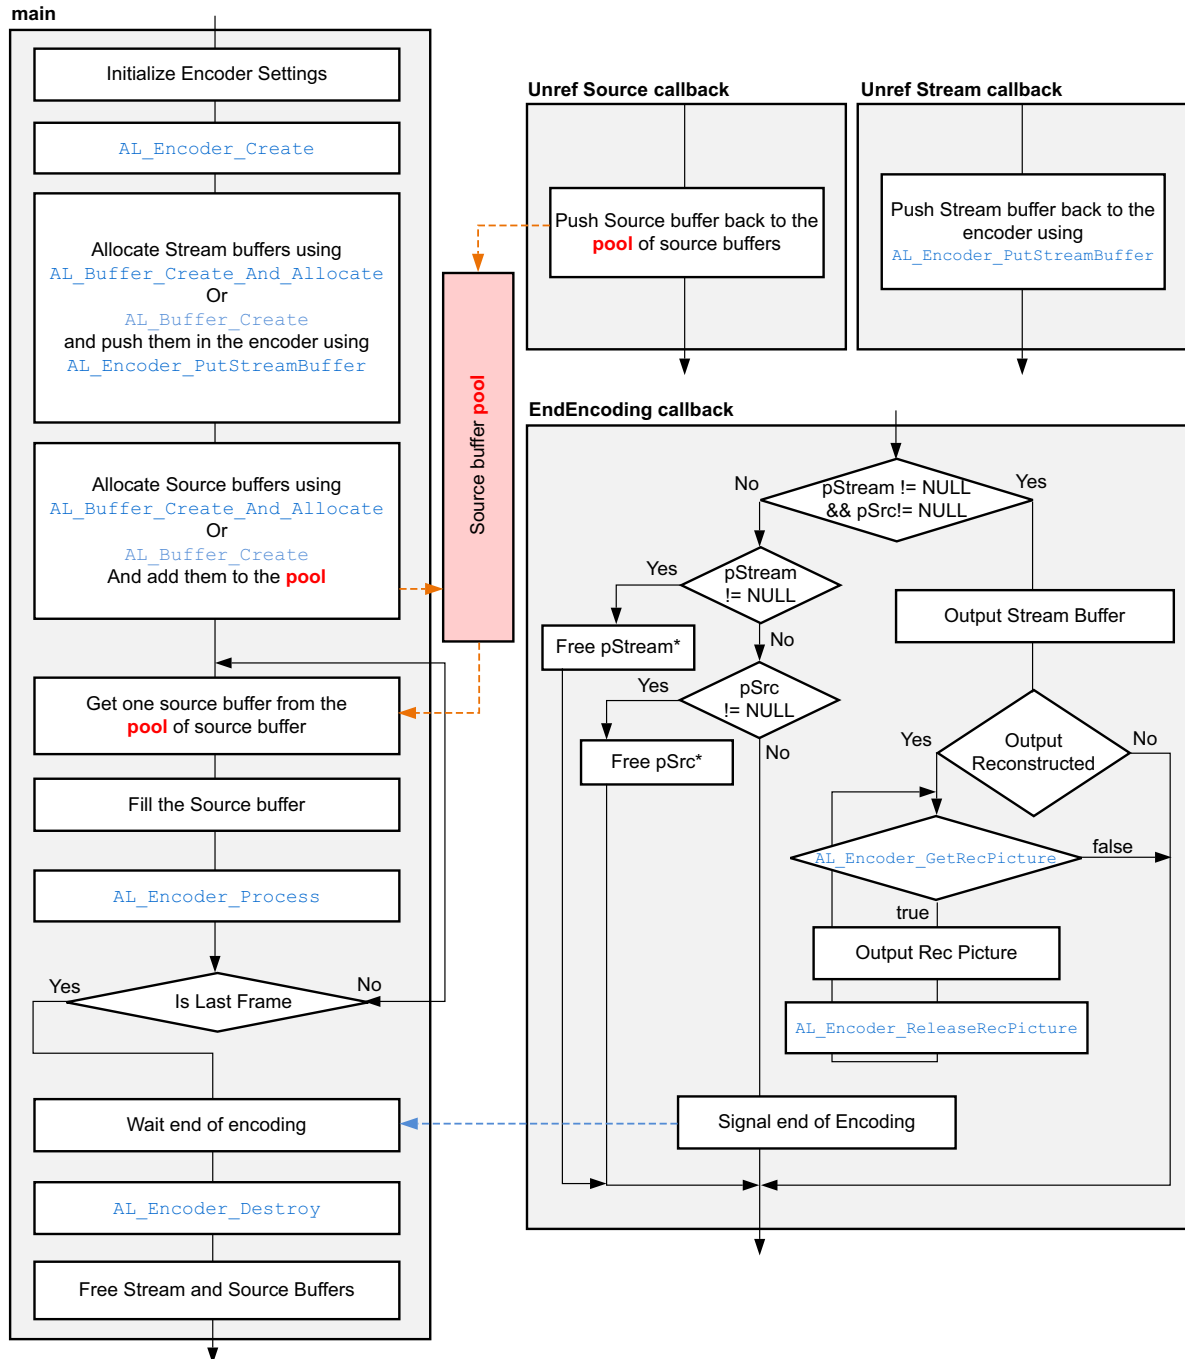 main
Initialize Encoder Settings
AL_Encoder_Create
Allocate Stream buffers using
AL_Buffer_Create_And_Allocate
Or
AL_Buffer_Create
and push them in the encoder using
AL_Encoder_PutStreamBuffer
Allocate Source buffers using
AL_Buffer_Create_And_Allocate
Or
AL_Buffer_Create
And add them to the pool
Get one source buffer from the
pool of source buffer
Fill the Source buffer
AL_Encoder_Process
Yes
Is Last Frame
No
Wait end of encoding
AL_Encoder_Destroy
Free Stream and Source Buffers
Source buffer pool
Unref Source callback
Push Source buffer back to the
pool of source buffers
Unref Stream callback
Push Stream buffer back to the
encoder using
AL_Encoder_PutStreamBuffer
EndEncoding callback
No
pStream != NULL
&& pSrc!= NULL
Yes
Yes
pStream
!= NULL
Free pStream*
No
Yes
pSrc
!= NULL
Free pSrc*
No
Output Stream Buffer
Yes
Output
Reconstructed
No
AL_Encoder_GetRecPicture
false
true
Output Rec Picture
AL_Encoder_ReleaseRecPicture
Signal end of Encoding